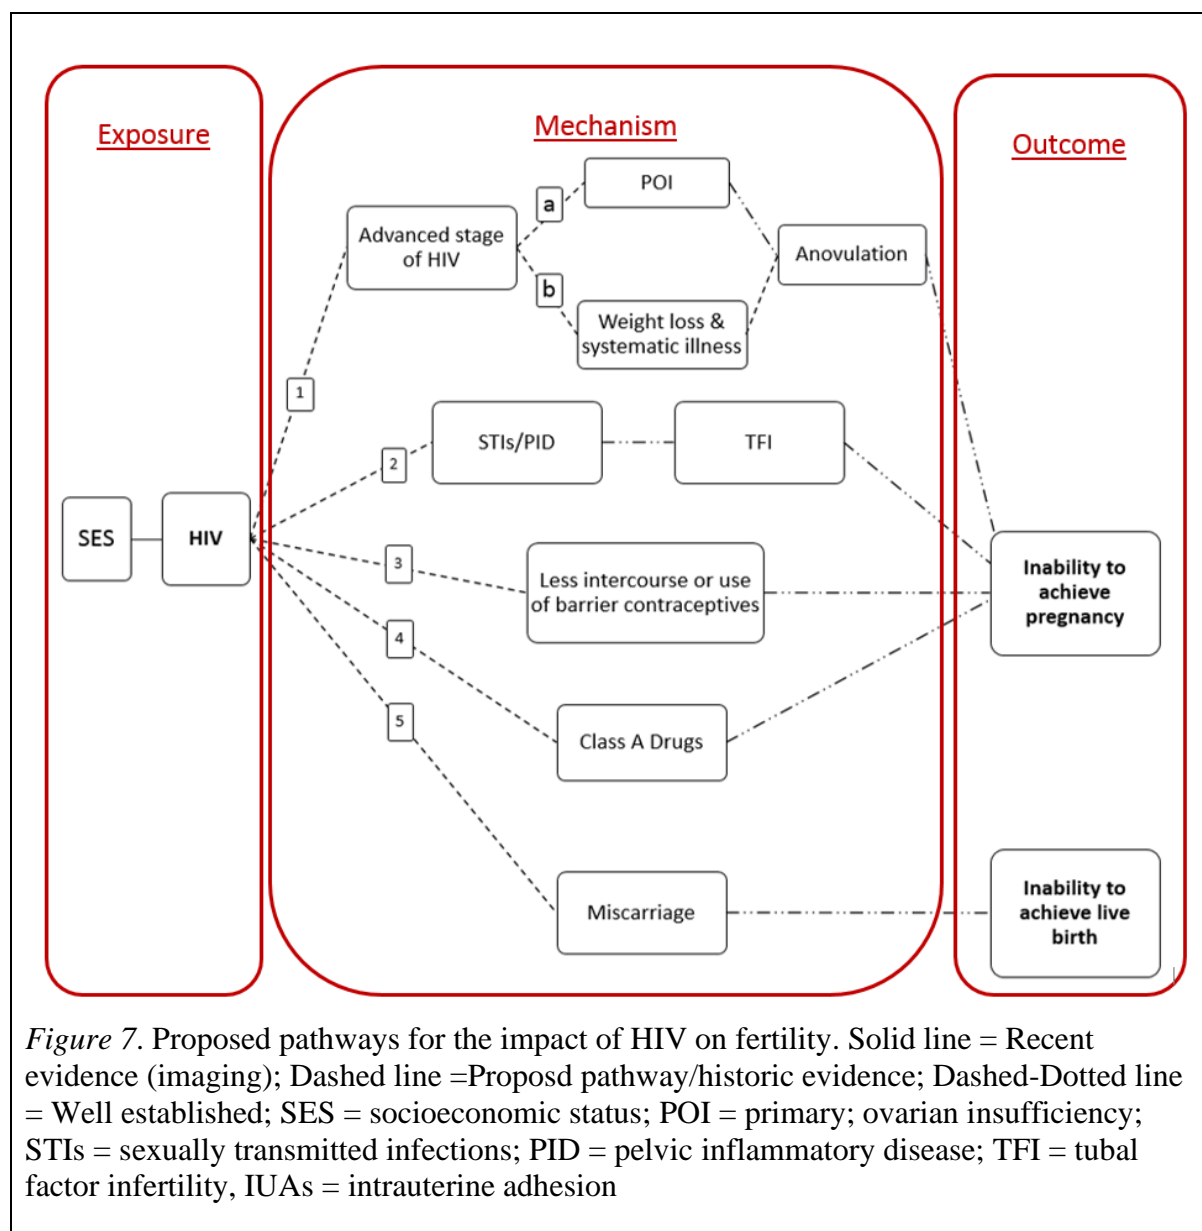 Exposure
Mechanism
Outcome
a
POI
Advanced stage
of HIV
Anovulation
b
Weight loss &
systematic illness
1
STIs/PID
TFI
2
SES
HIV
3
Less intercourse or use
of barrier contraceptives
Inability to
achieve
pregnancy
4
5
Class A Drugs
Miscarriage
Inability to
achieve live
birth
Figure 7. Proposed pathways for the impact of HIV on fertility. Solid line = Recent
evidence (imaging); Dashed line =Proposd pathway/historic evidence; Dashed-Dotted line
= Well established; SES = socioeconomic status; POI = primary; ovarian insufficiency;
STIs = sexually transmitted infections; PID = pelvic inflammatory disease; TFI = tubal
factor infertility, IUAs = intrauterine adhesion